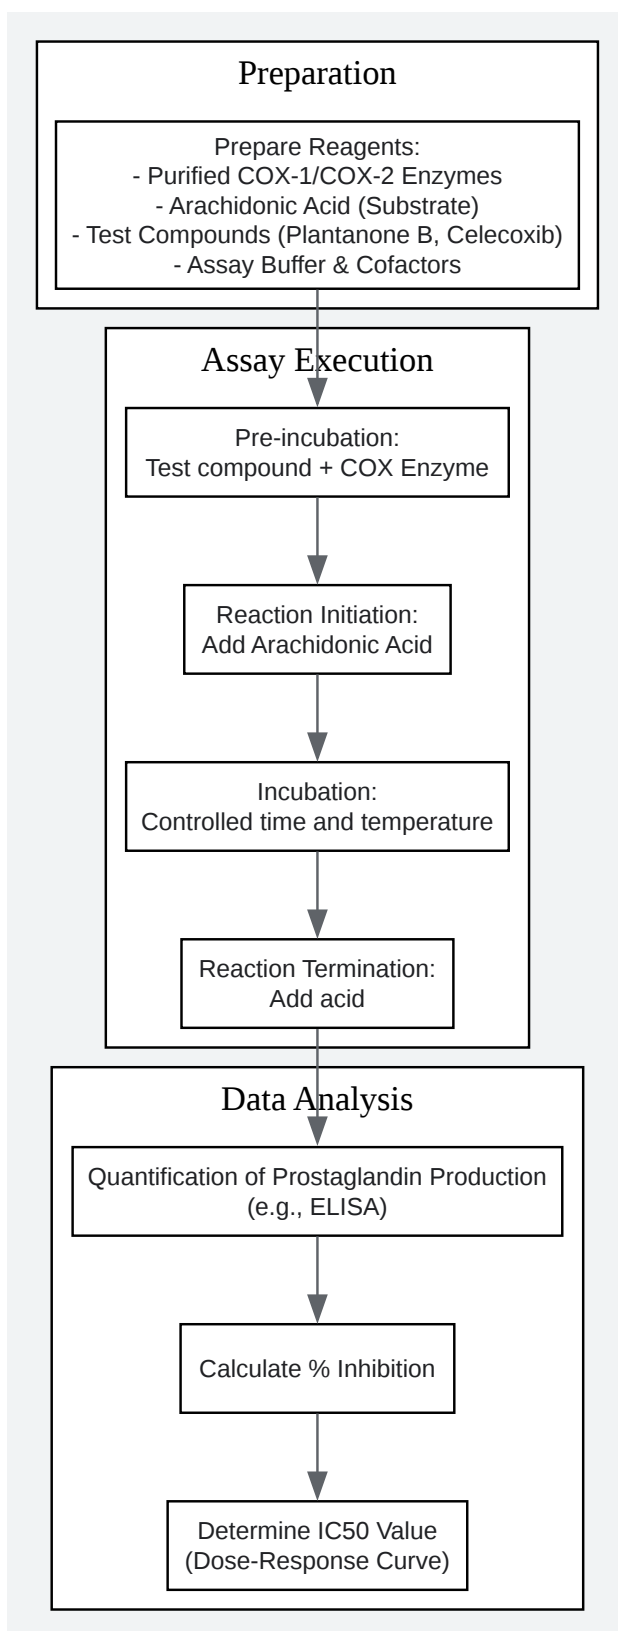 Preparation
Prepare Reagents:
- Purified COX-1/COX-2 Enzymes
- Arachidonic Acid (Substrate)
- Test Compounds (Plantanone B, Celecoxib)
- Assay Buffer & Cofactors
Assay Execution
Pre-incubation:
Test compound + COX Enzyme
Reaction Initiation:
Add Arachidonic Acid
Incubation:
Controlled time and temperature
Reaction Termination:
Add acid
Data Analysis
Quantification of Prostaglandin Production
(e.g., ELISA)
Calculate % Inhibition
Determine IC50 Value
(Dose-Response Curve)